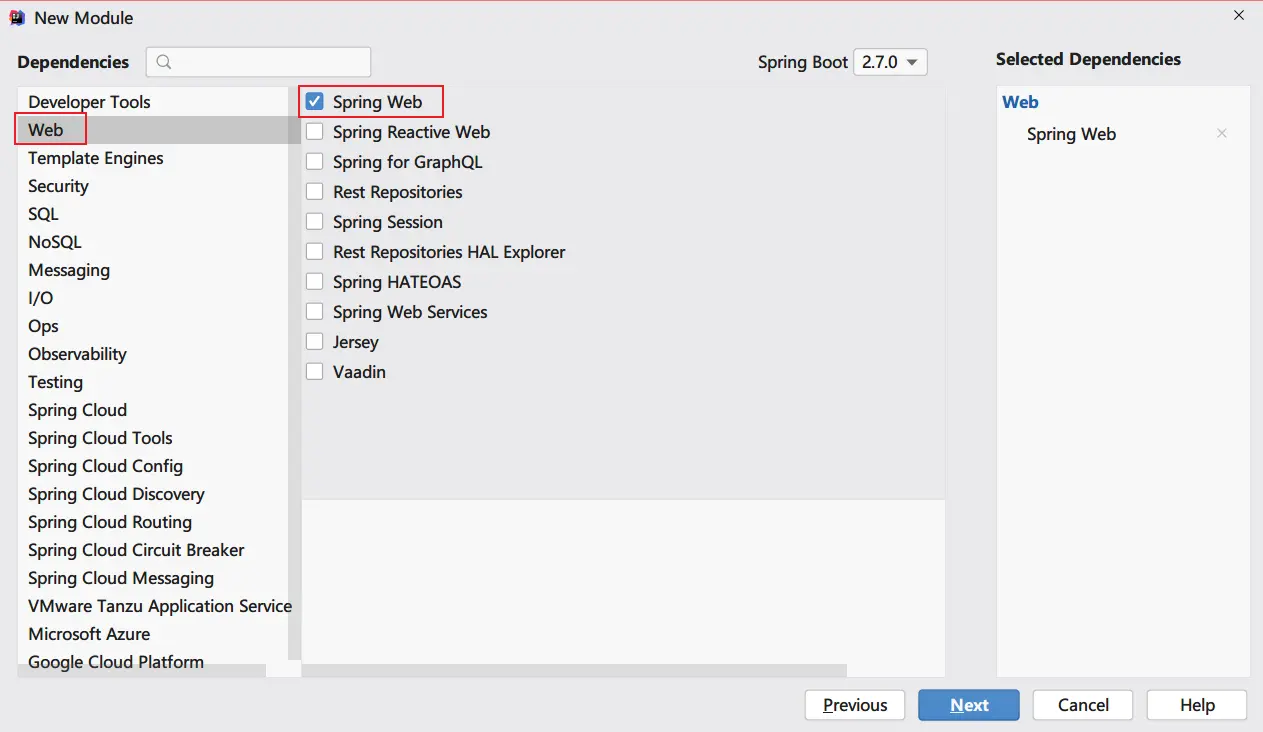 New Module
Dependencies
Spring Boot 2.7.0
Selected Dependencies
Developer Tools
Web
Template Engines
Security
SQL
NoSQL
Messaging
I/O
Ops
Observability
Testing
Spring Cloud
Spring Cloud Tools
Spring Cloud Config
Spring Cloud Discovery
Spring Cloud Routing
Spring Cloud Circuit Breaker
Spring Cloud Messaging
VMware Tanzu Application Service
Microsoft Azure
Google Cloud Platform
Spring Web
Spring Reactive Web
Spring for GraphQL
Rest Repositories
Spring Session
Rest Repositories HAL Explorer
Spring HATEOAS
Spring Web Services
Jersey
Vaadin
Web
Spring Web
Previous
Next
Cancel
Help